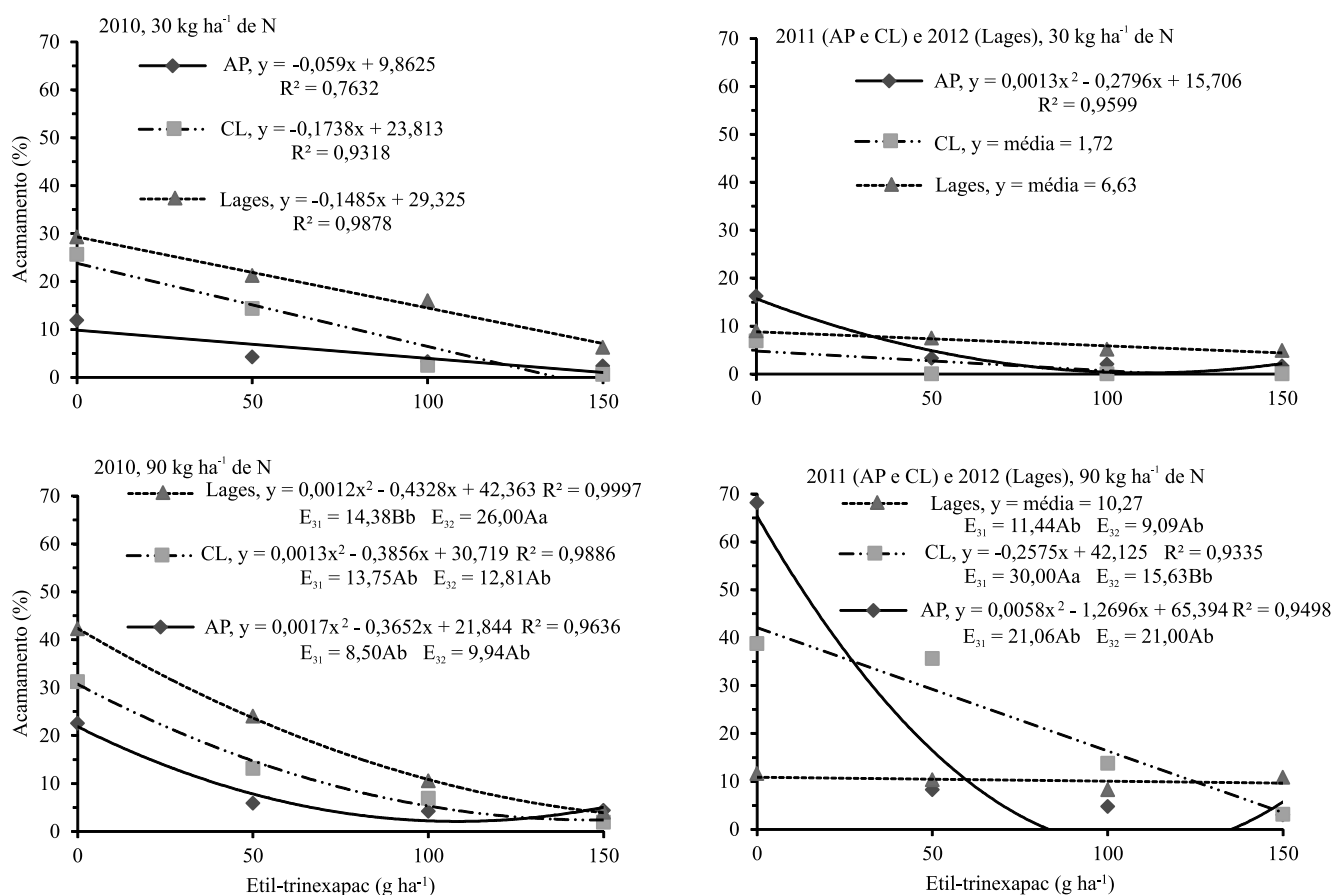 2010, 30 kg ha⁻¹ de N
Acamamento (%)
70
60
50
40
30
20
10
0
AP, y = -0,059x + 9,8625
R² = 0,7632
CL, y = -0,1738x + 23,813
R² = 0,9318
Lages, y = -0,1485x + 29,325
R² = 0,9878
0 50 100 150
2011 (AP e CL) e 2012 (Lages), 30 kg ha⁻¹ de N
70
60
50
40
30
20
10
0
AP, y = 0,0013x² - 0,2796x + 15,706
R² = 0,9599
CL, y = média = 1,72
Lages, y = média = 6,63
0 50 100 150
2010, 90 kg ha⁻¹ de N
Acamamento (%)
70
60
50
40
30
20
10
0
Lages, y = 0,0012x² - 0,4328x + 42,363 R² = 0,9997
E₃₁ = 14,38Bb E₃₂ = 26,00Aa
CL, y = 0,0013x² - 0,3856x + 30,719 R² = 0,9886
E₃₁ = 13,75Ab E₃₂ = 12,81Ab
AP, y = 0,0017x² - 0,3652x + 21,844 R² = 0,9636
E₃₁ = 8,50Ab E₃₂ = 9,94Ab
0 50 100 150
Etil-trinexapac (g ha⁻¹)
2011 (AP e CL) e 2012 (Lages), 90 kg ha⁻¹ de N
70
60
50
40
30
20
10
0
Lages, y = média = 10,27
E₃₁ = 11,44Ab E₃₂ = 9,09Ab
CL, y = -0,2575x + 42,125 R² = 0,9335
E₃₁ = 30,00Aa E₃₂ = 15,63Bb
AP, y = 0,0058x² - 1,2696x + 65,394 R² = 0,9498
E₃₁ = 21,06Ab E₃₂ = 21,00Ab
0 50 100 150
Etil-trinexapac (g ha⁻¹)